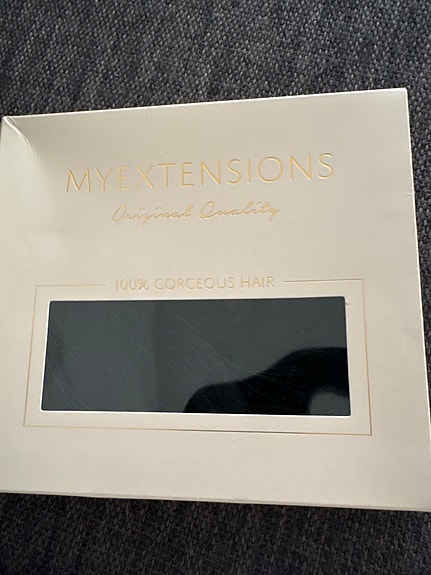 MYEXTENSIONS
Original Quality
100% GORGEOUS HAIR